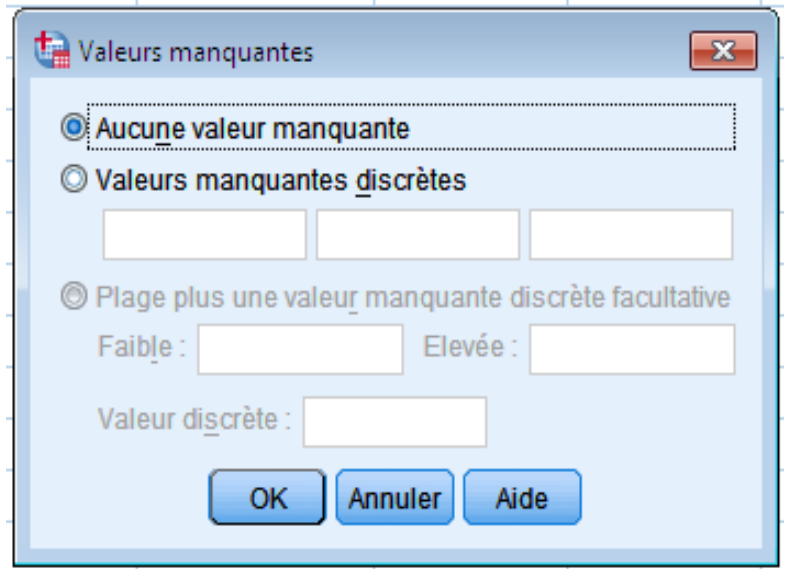 Valeurs manquantes
Aucune valeur manquante
Valeurs manquantes discrètes
Plage plus une valeur manquante discrète facultative
Faible : Elevée :
Valeur discrète :
OK Annuler Aide